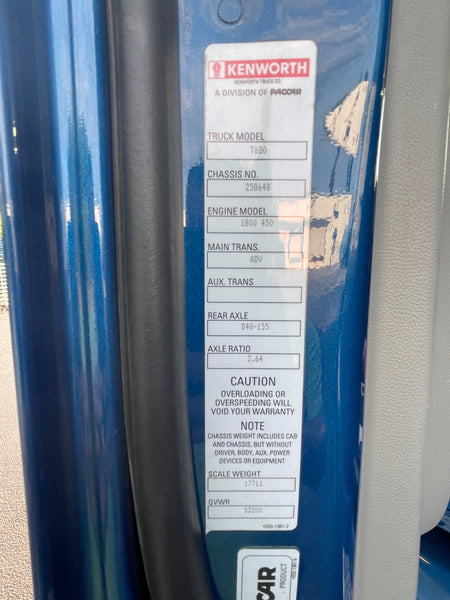 KENWORTH
KENWORTH TRUCK CO.
A DIVISION OF PACCAR
TRUCK MODEL
T680
CHASSIS NO.
258648
ENGINE MODEL
1800 450
MAIN TRANS.
ADV
AUX. TRANS
REAR AXLE
D40-155
AXLE RATIO
2.64
CAUTION
OVERLOADING OR
OVERSPEEDING WILL
VOID YOUR WARRANTY
NOTE
CHASSIS WEIGHT INCLUDES CAB
AND CHASSIS, BUT WITHOUT
DRIVER, BODY, AUX. POWER
DEVICES OR EQUIPMENT
SCALE WEIGHT
17711
GVWR
53200
PRODUCT